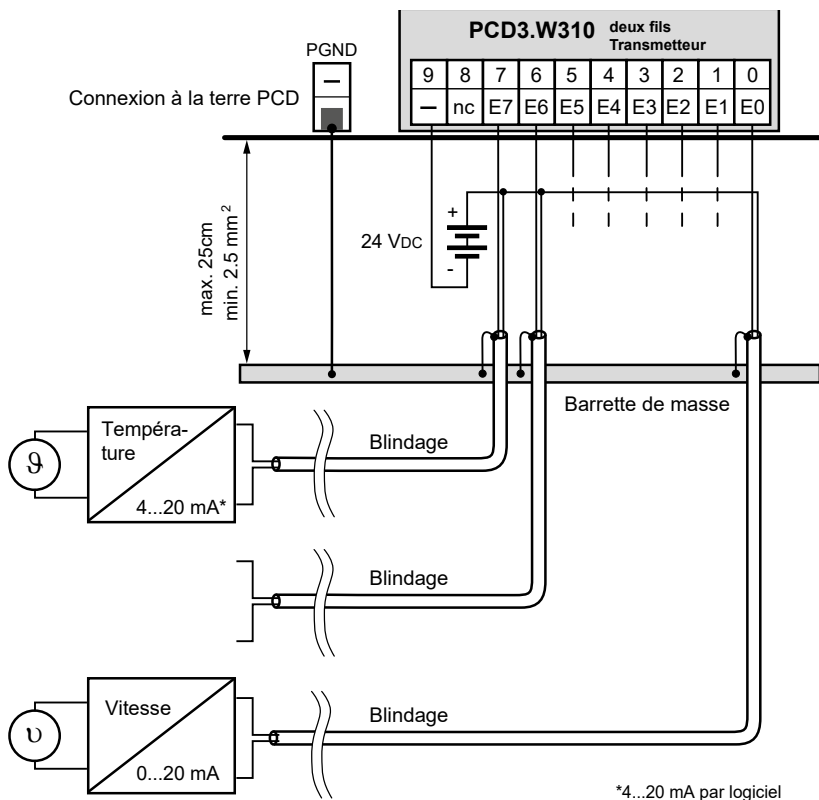 PCD3.W310 deux fils
Transmetteur
PGND
9 8 7 6 5 4 3 2 1 0
– – nc E7 E6 E5 E4 E3 E2 E1 E0
Connexion à la terre PCD
+
24 VDC
-
max. 25cm
min. 2.5 mm²
Barrette de masse
Tempéra-
ture
4...20 mA*
ϑ
Blindage
Blindage
Vitesse
0...20 mA
υ
Blindage
*4...20 mA par logiciel